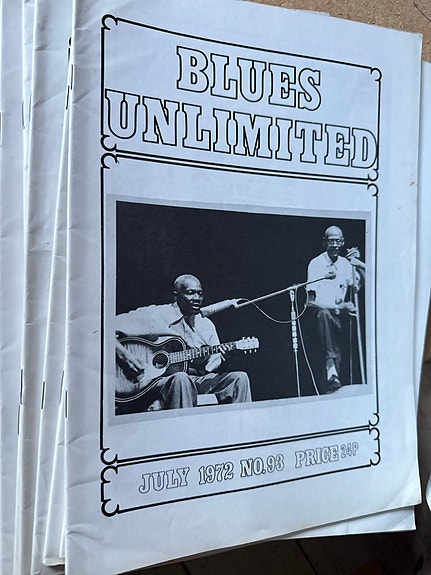 BLUES
UNLIMITED
JULY 1972 NO.93 PRICE 24P